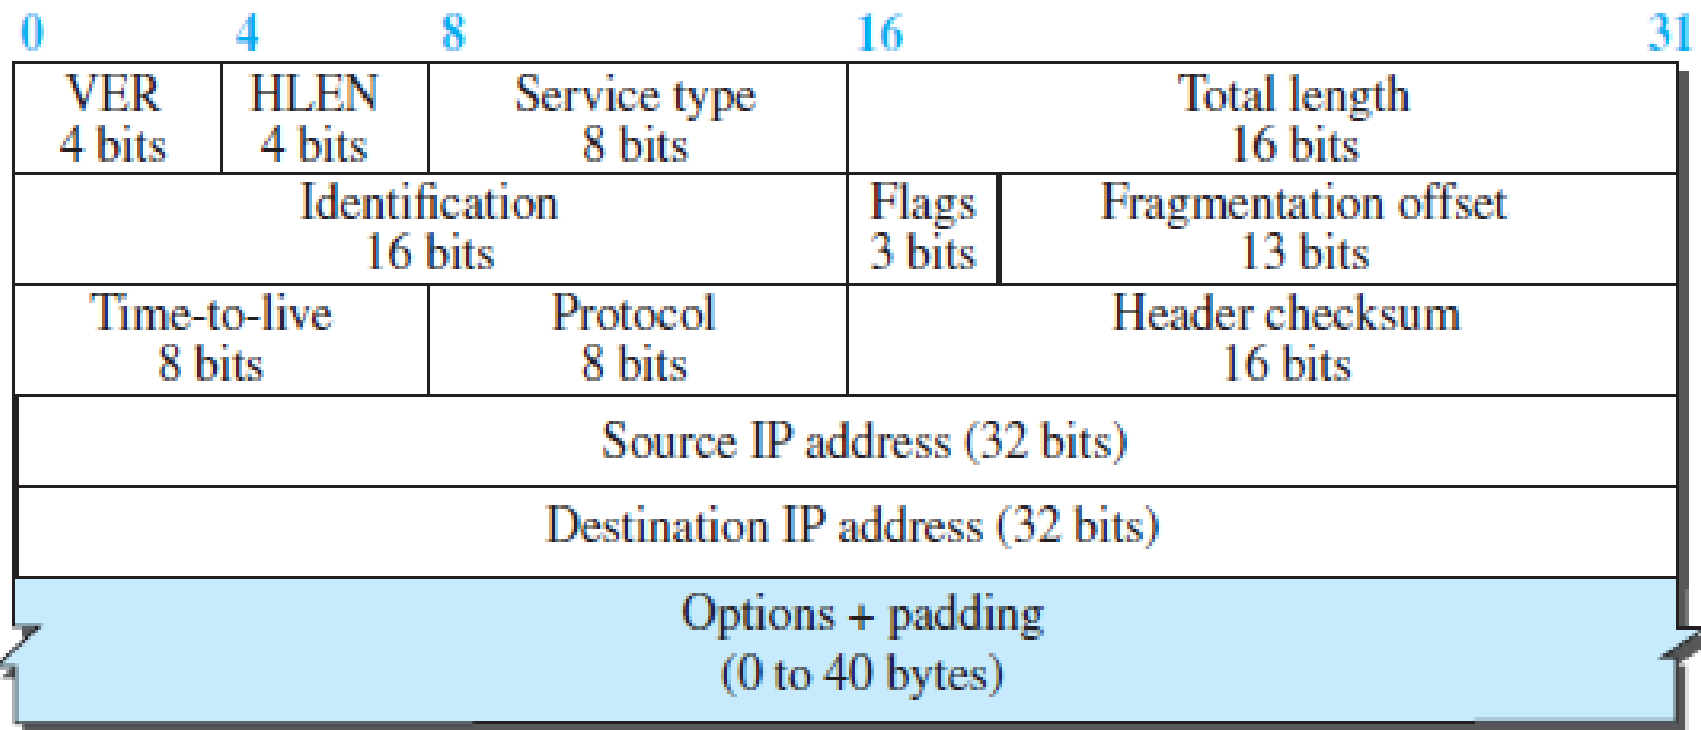 0 4 8 16 31
VER HLEN Service type Total length
4 bits 4 bits 8 bits 16 bits
Identification Flags Fragmentation offset
16 bits 3 bits 13 bits
Time-to-live Protocol Header checksum
8 bits 8 bits 16 bits
Source IP address (32 bits)
Destination IP address (32 bits)
Options + padding
(0 to 40 bytes)